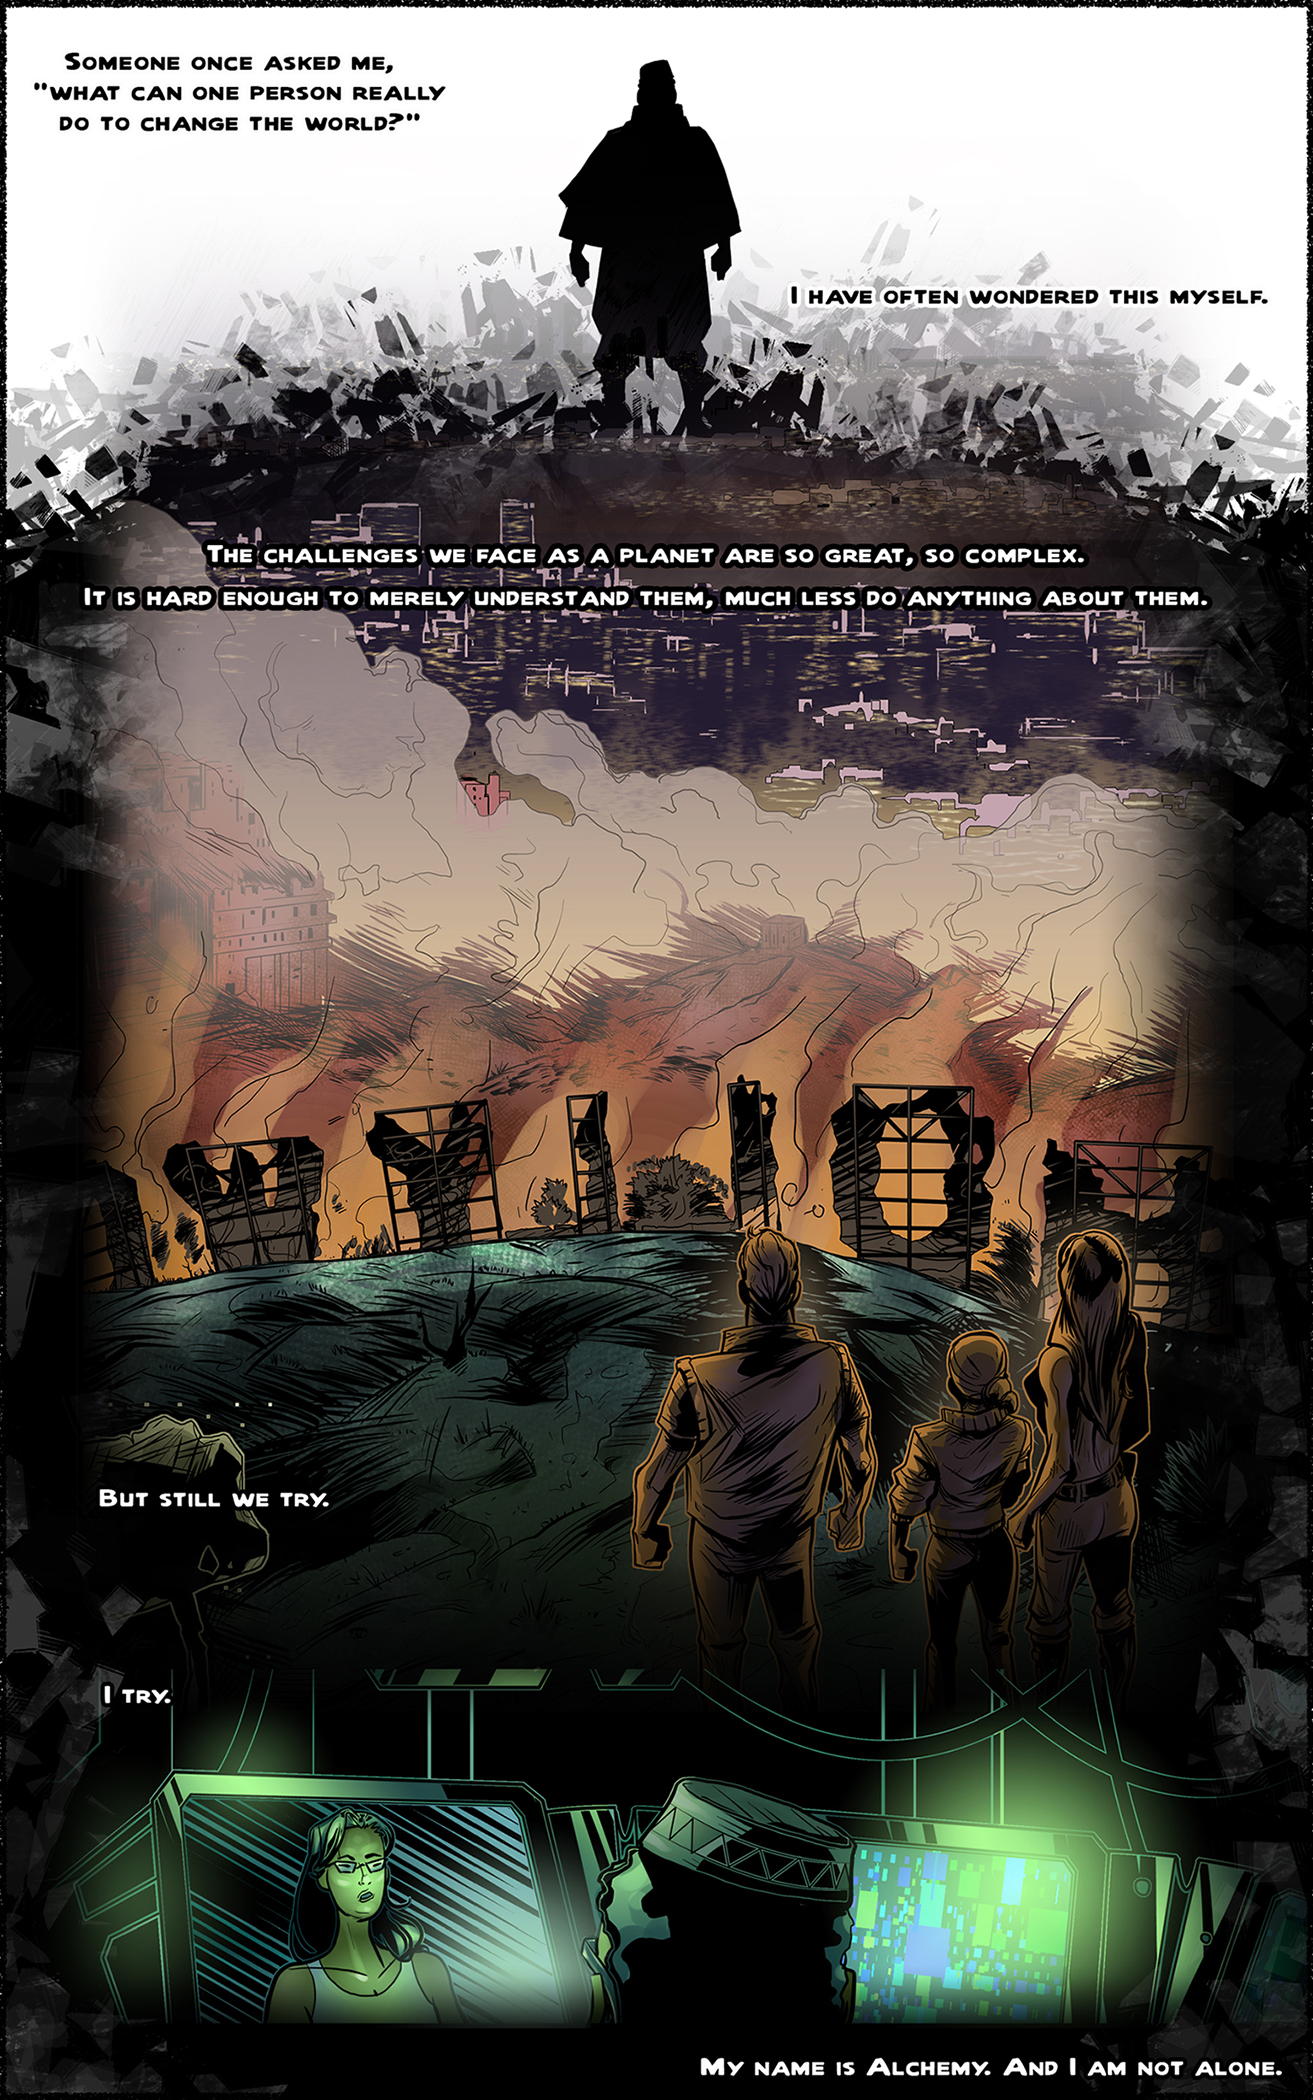 SOMEONE ONCE ASKED ME,
"WHAT CAN ONE PERSON REALLY
DO TO CHANGE THE WORLD?"
I HAVE OFTEN WONDERED THIS MYSELF.
THE CHALLENGES WE FACE AS A PLANET ARE SO GREAT, SO COMPLEX.
IT IS HARD ENOUGH TO MERELY UNDERSTAND THEM, MUCH LESS DO ANYTHING ABOUT THEM.
BUT STILL WE TRY.
I TRY.
MY NAME IS ALCHEMY. AND I AM NOT ALONE.